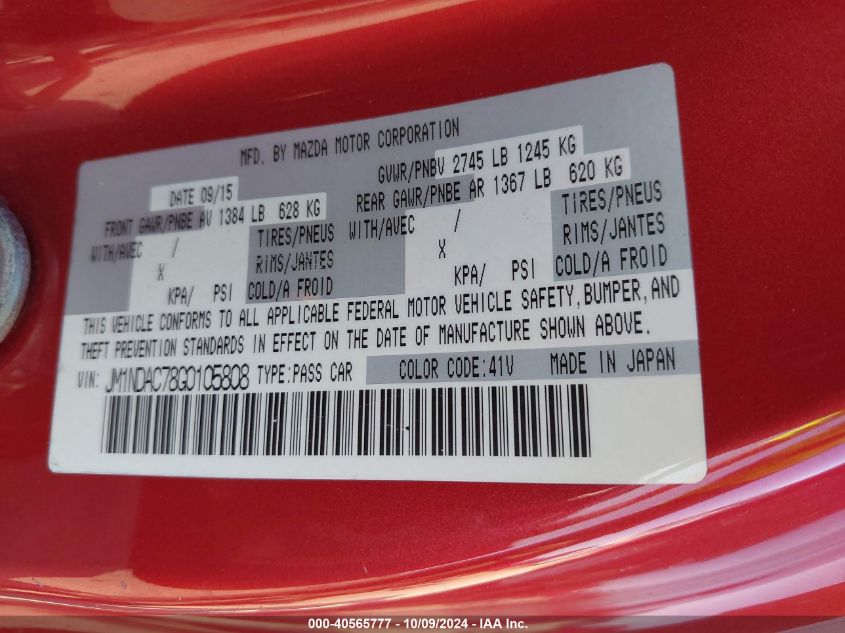 MFD. BY MAZDA MOTOR CORPORATION
DATE 09/15 GVWR/PNBV 2745 LB 1245 KG
FRONT GAWR/PNBE AV 1384 LB 628 KG REAR GAWR/PNBE AR 1367 LB 620 KG
WITH/AVEC / TIRES/PNEUS WITH/AVEC / TIRES/PNEUS
X RIMS/JANTES X RIMS/JANTES
KPA/ PSI COLD/A FROID KPA/ PSI COLD/A FROID
THIS VEHICLE CONFORMS TO ALL APPLICABLE FEDERAL MOTOR VEHICLE SAFETY, BUMPER, AND
THEFT PREVENTION STANDARDS IN EFFECT ON THE DATE OF MANUFACTURE SHOWN ABOVE.
VIN: JM1NDAC78G0105808 TYPE:PASS CAR COLOR CODE:41V MADE IN JAPAN
000-40565777 - 10/09/2024 - IAA Inc.